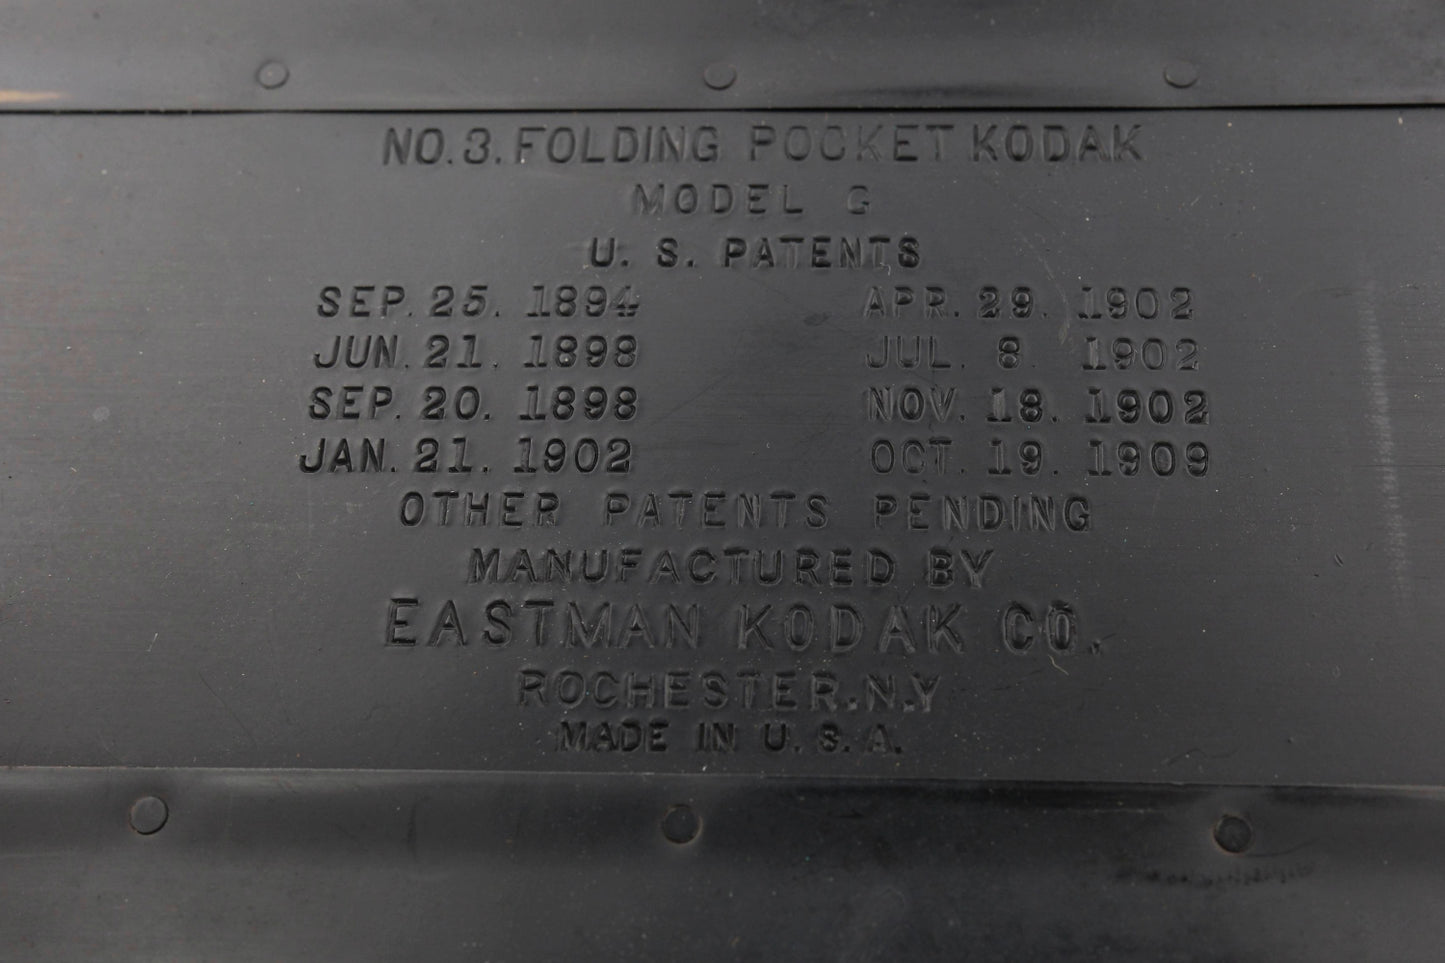 NO. 3. FOLDING POCKET KODAK
MODEL G
U. S. PATENTS
SEP. 25. 1894 APR. 29. 1902
JUN. 21. 1898 JUL. 8 1902
SEP. 20. 1898 NOV. 18. 1902
JAN. 21. 1902 OCT. 19. 1909
OTHER PATENTS PENDING
MANUFACTURED BY
EASTMAN KODAK CO.
ROCHESTER. N.Y
MADE IN U. S. A.